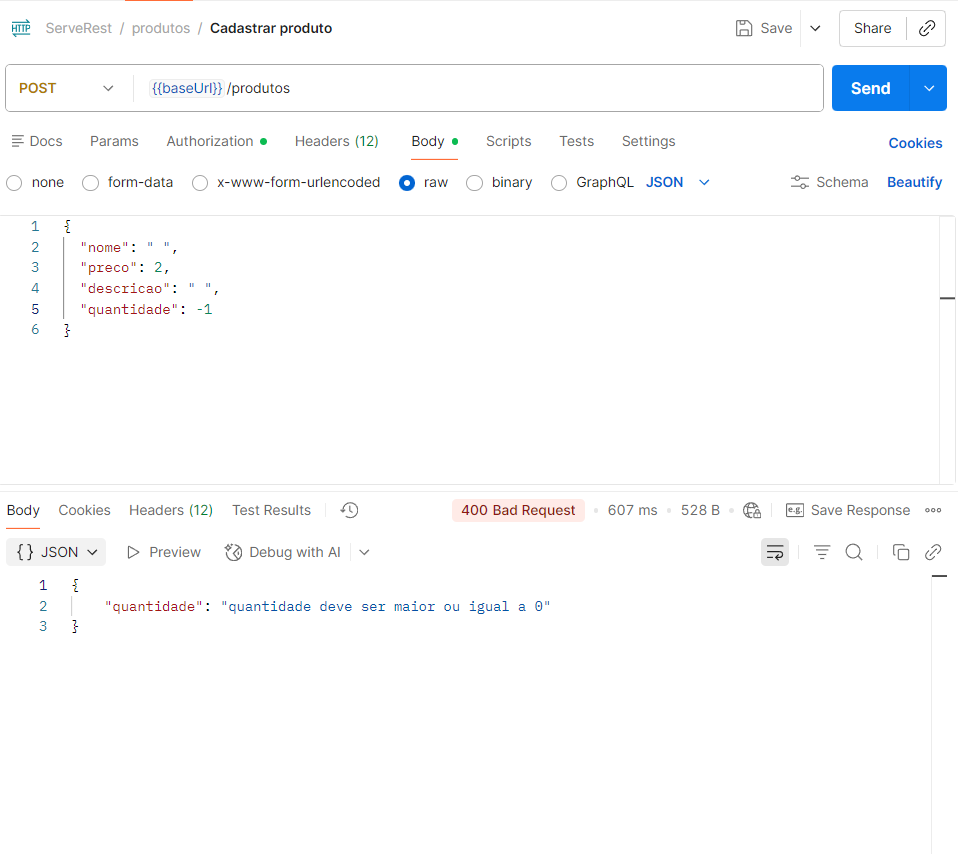 HTTP ServeRest / produtos / Cadastrar produto Save Share
POST {{baseUrl}} /produtos Send
Docs Params Authorization Headers (12) Body Scripts Tests Settings Cookies
none form-data x-www-form-urlencoded raw binary GraphQL JSON Schema Beautify
1 {
2 "nome": " ",
3 "preco": 2,
4 "descricao": " ",
5 "quantidade": -1
6 }
Body Cookies Headers (12) Test Results 400 Bad Request 607 ms 528 B e.g. Save Response
{} JSON Preview Debug with AI
1 {
2 "quantidade": "quantidade deve ser maior ou igual a 0"
3 }